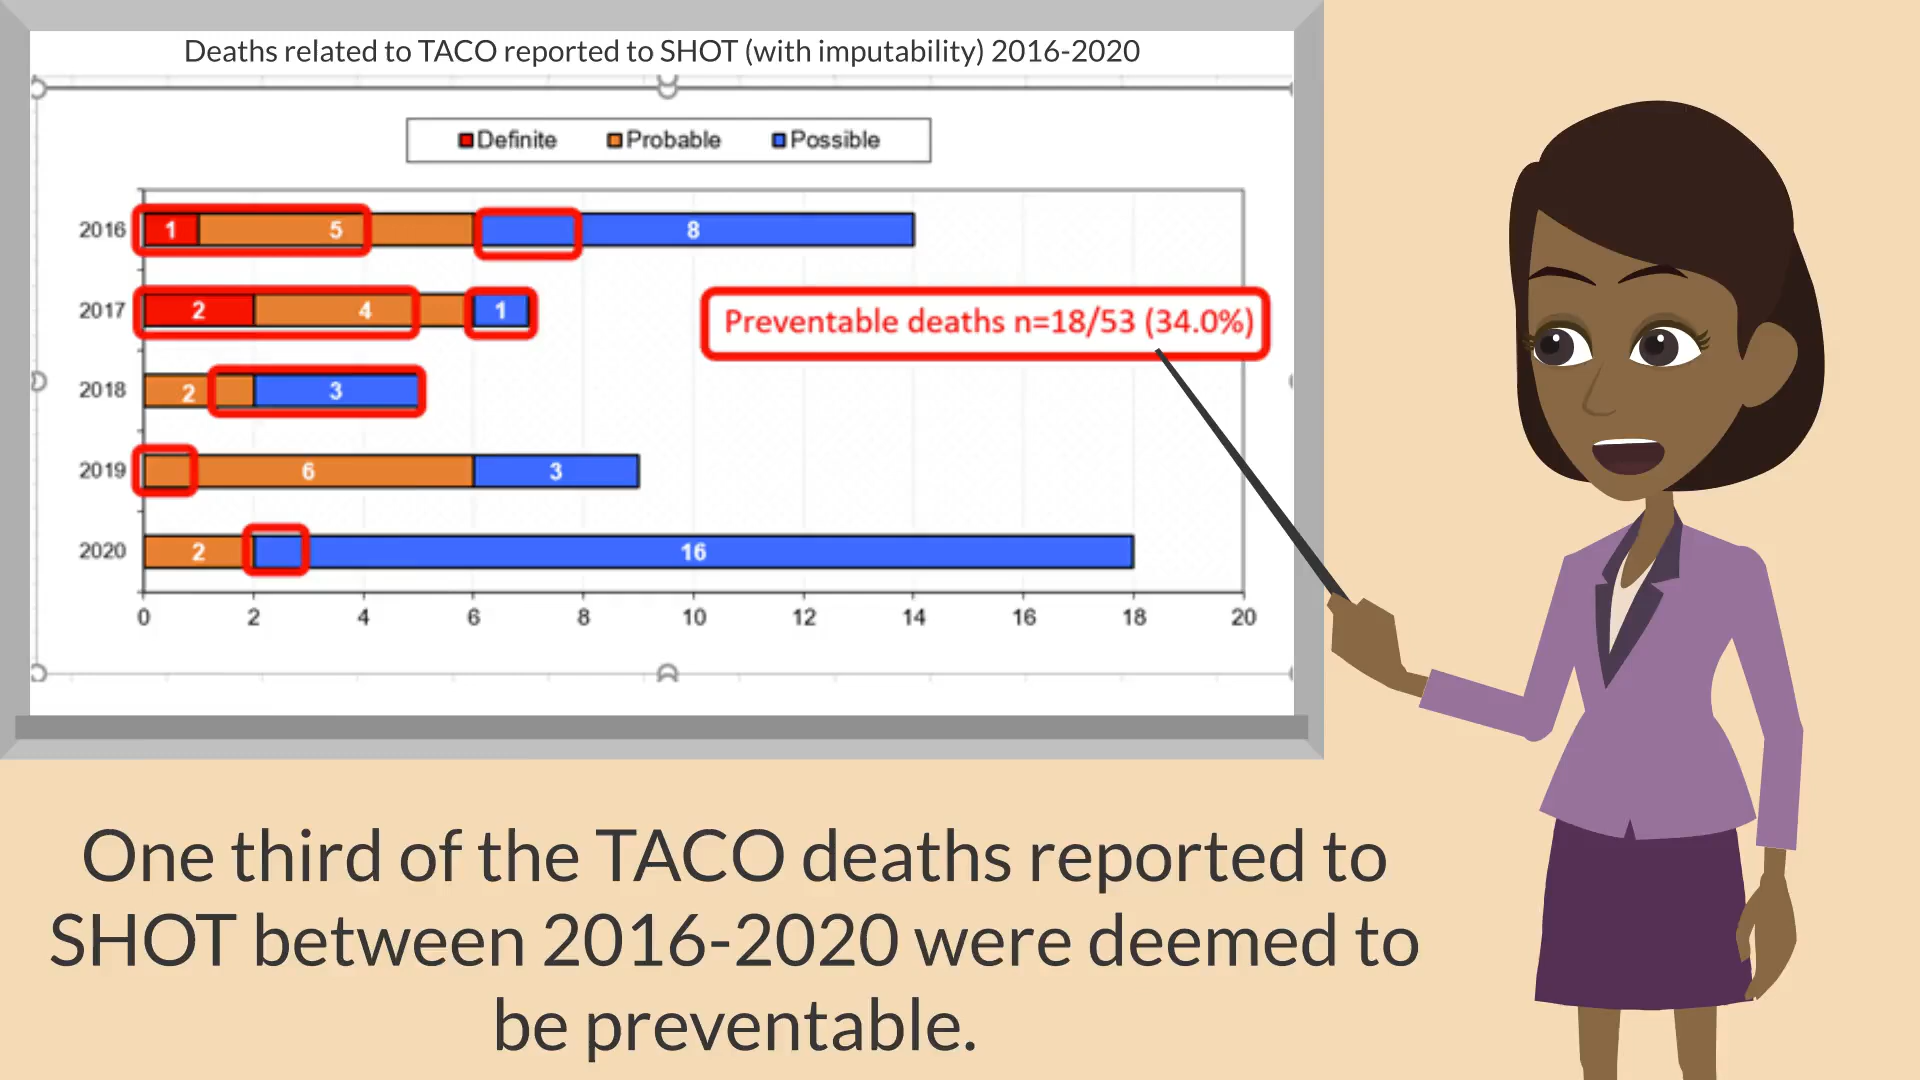 Deaths related to TACO reported to SHOT (with imputability) 2016-2020
Definite Probable Possible
2016 1 5 8
2017 2 4 1
Preventable deaths n=18/53 (34.0%)
2018 2 3
2019 6 3
2020 2 16
0 2 4 6 8 10 12 14 16 18 20
One third of the TACO deaths reported to
SHOT between 2016-2020 were deemed to
be preventable.